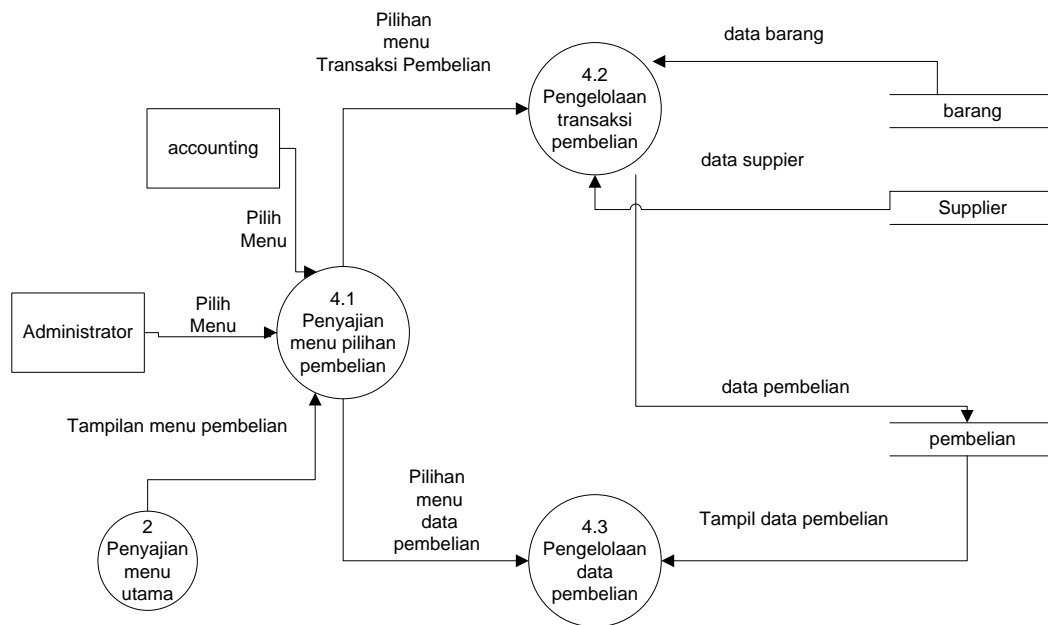 Pilihan
menu
Transaksi Pembelian
data barang
4.2
Pengelolaan
transaksi
pembelian
barang
accounting
data suppier
Supplier
Pilih
Menu
4.1
Penyajian
menu pilihan
pembelian
Administrator
Pilih
Menu
data pembelian
Tampilan menu pembelian
pembelian
Pilihan
menu
data
pembelian
Tampil data pembelian
2
Penyajian
menu
utama
4.3
Pengelolaan
data
pembelian